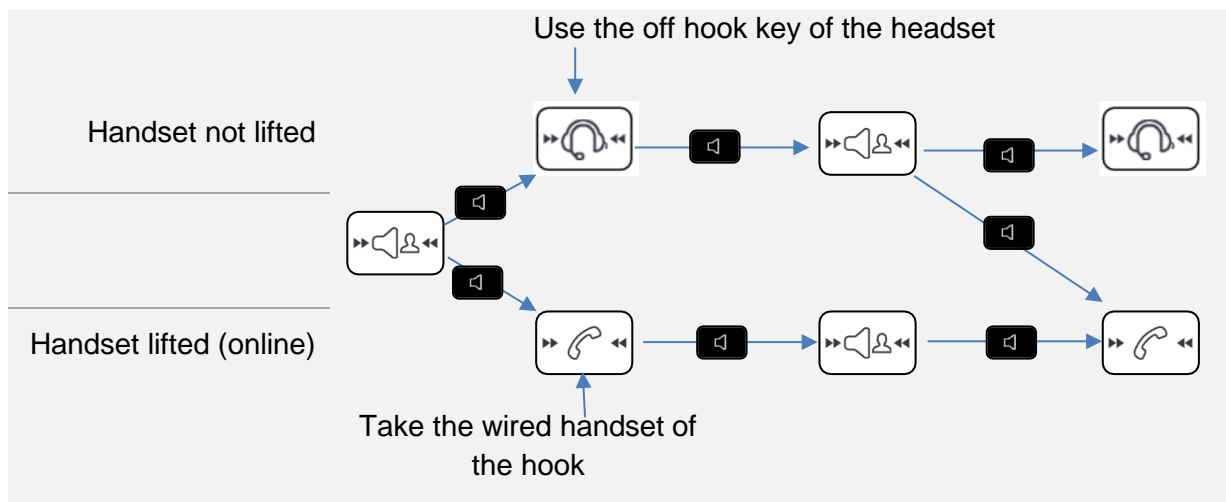 Use the off hook key of the headset
Handset not lifted
Handset lifted (online)
Take the wired handset of
the hook